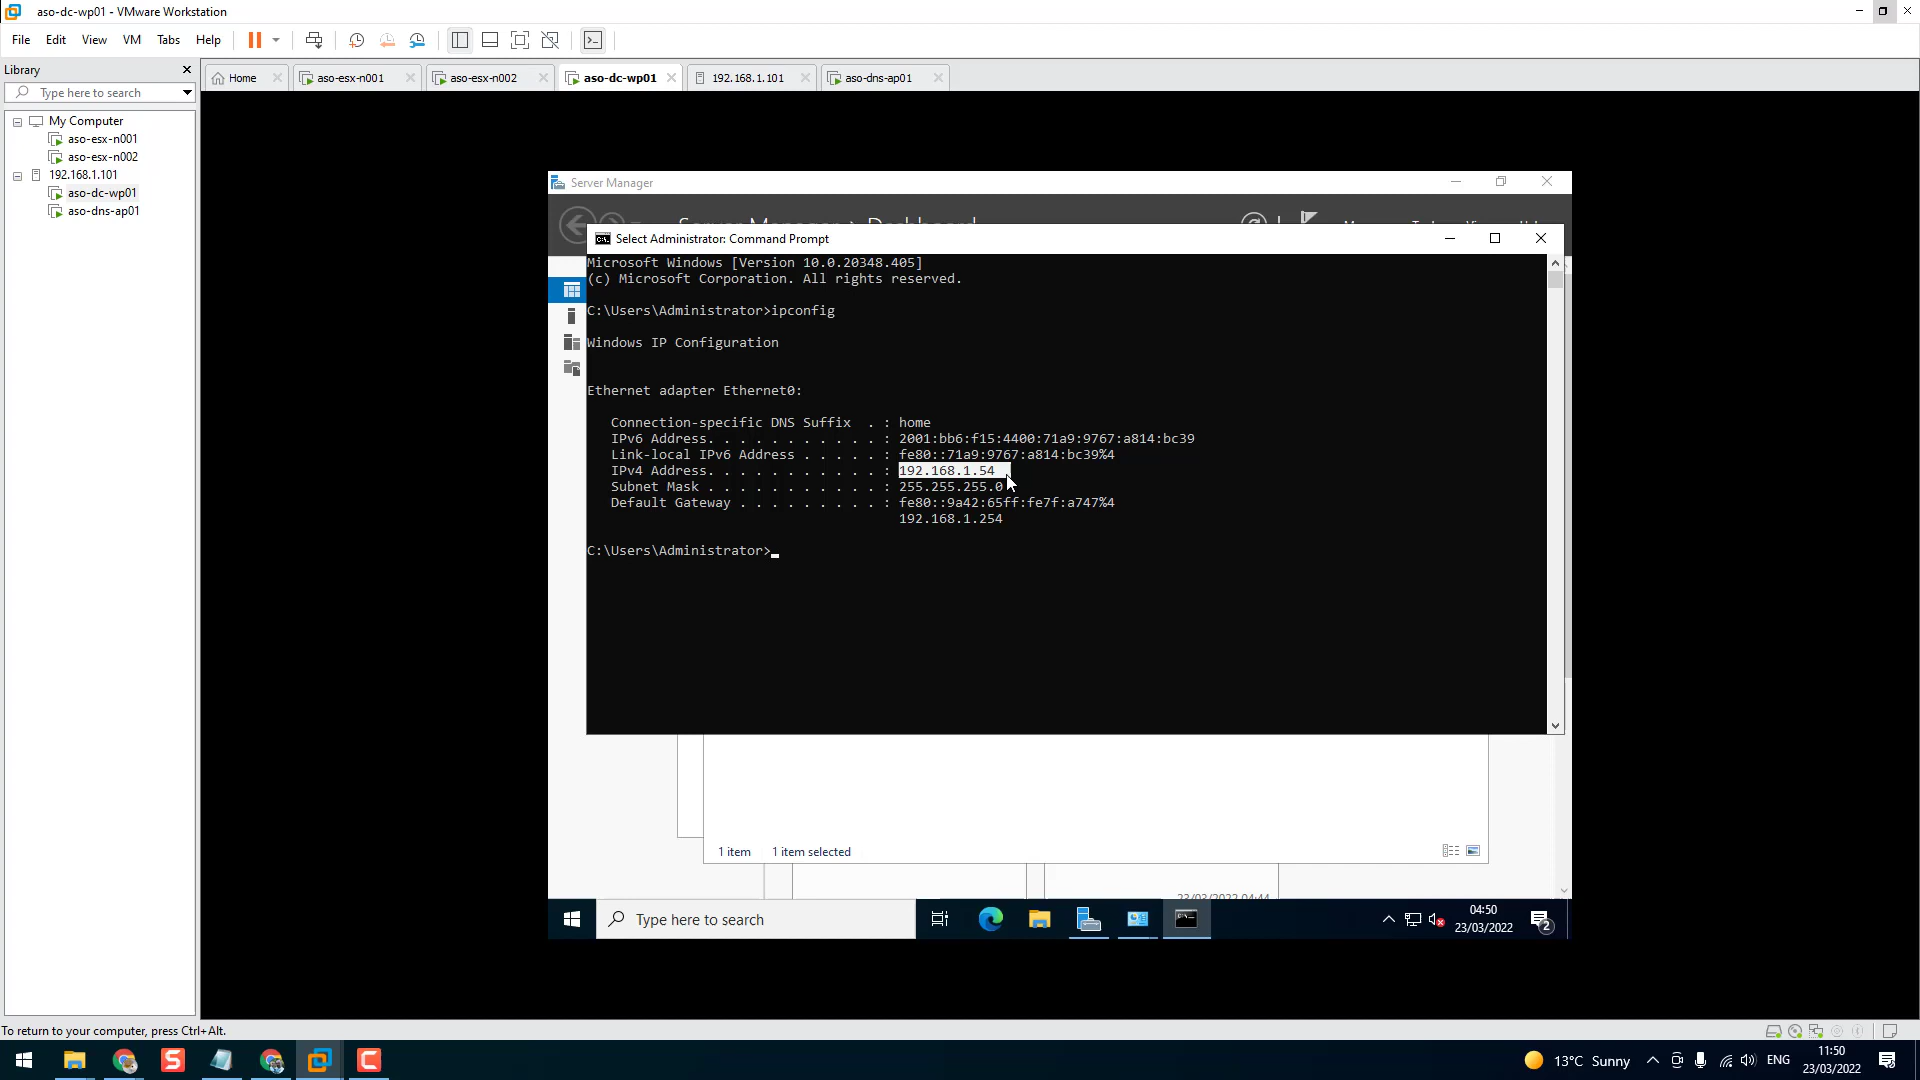 aso-dc-wp01 - VMware Workstation
File Edit View VM Tabs Help
Library
Home aso-esx-n001 aso-esx-n002 aso-dc-wp01 192.168.1.101 aso-dns-ap01
Type here to search
My Computer
aso-esx-n001
aso-esx-n002
192.168.1.101
aso-dc-wp01
aso-dns-ap01
Server Manager
Select Administrator: Command Prompt
Microsoft Windows [Version 10.0.20348.405]
(c) Microsoft Corporation. All rights reserved.
C:\Users\Administrator>ipconfig
Windows IP Configuration
Ethernet adapter Ethernet0:
Connection-specific DNS Suffix . : home
IPv6 Address. . . . . . . . . . . : 2001:bb6:f15:4400:71a9:9767:a814:bc39
Link-local IPv6 Address . . . . . : fe80::71a9:9767:a814:bc39%4
IPv4 Address. . . . . . . . . . . : 192.168.1.54
Subnet Mask . . . . . . . . . . . : 255.255.255.0
Default Gateway . . . . . . . . . : fe80::9a42:65ff:fe7f:a747%4
192.168.1.254
C:\Users\Administrator>
1 item 1 item selected
23/03/2022 04:44
Type here to search
04:50
23/03/2022
2
To return to your computer, press Ctrl+Alt.
13°C Sunny
ENG
11:50
23/03/2022